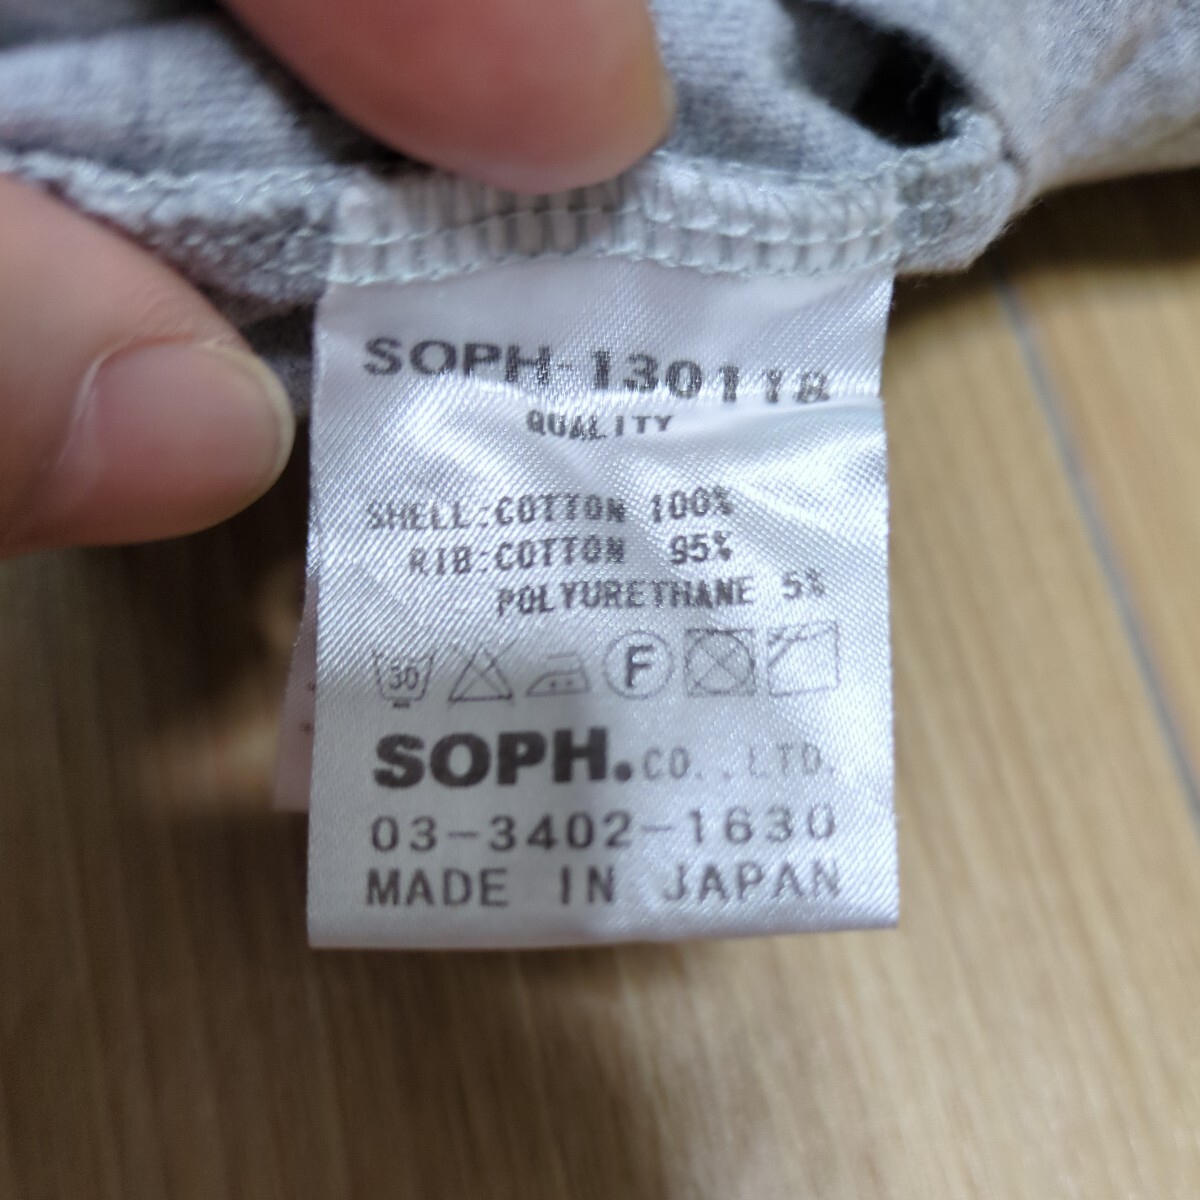 SOPH-130118
QUALITY
SHELL:COTTON 100%
RIB:COTTON 95%
POLYURETHANE 5%
30 F
SOPH.CO.,LTD.
03-3402-1630
MADE IN JAPAN